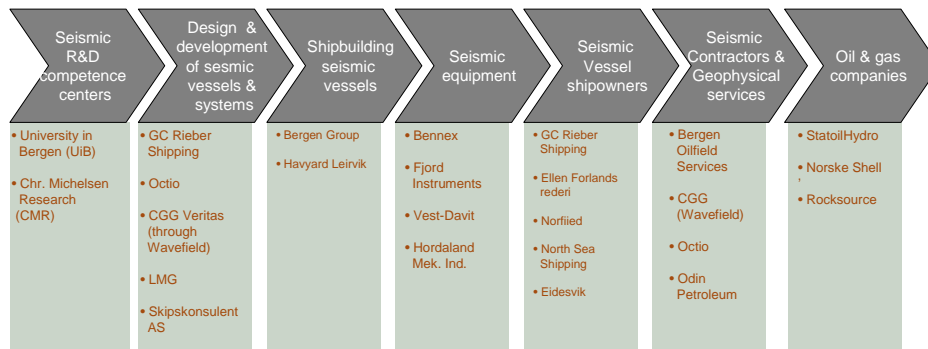 Seismic
R&D
competence
centers
Design &
development
of sesmic
vessels &
systems
Shipbuilding
seismic
vessels
Seismic
equipment
Seismic
Vessel
shipowners
Seismic
Contractors &
Geophysical
services
Oil & gas
companies
• University in
Bergen (UiB)
• Chr. Michelsen
Research
(CMR)
• GC Rieber
Shipping
• Octio
• CGG Veritas
(through
Wavefield)
• LMG
• Skipskonsulent
AS
• Bergen Group
• Havyard Leirvik
• Bennex
• Fjord
Instruments
• Vest-Davit
• Hordaland
Mek. Ind.
• GC Rieber
Shipping
• Ellen Forlands
rederi
• Norfiied
• North Sea
Shipping
• Eidesvik
• Bergen
Oilfield
Services
• CGG
(Wavefield)
• Octio
• Odin
Petroleum
• StatoilHydro
• Norske Shell
'
• Rocksource